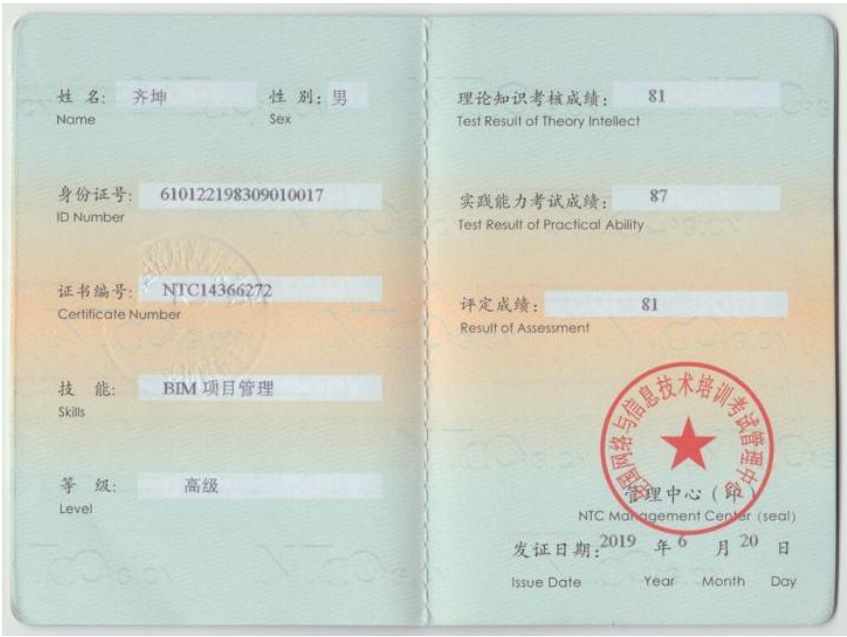 姓 名: 齐坤 性 别: 男
Name Sex
身份证号: 610122198309010017
ID Number
证书编号: NTC14366272
Certificate Number
技 能: BIM 项目管理
Skills
等 级: 高级
Level
理论知识考核成绩: 81
Test Result of Theory Intellect
实践能力考试成绩: 87
Test Result of Practical Ability
评定成绩: 81
Result of Assessment
全国网络与信息技术培训考试管理中心
管理中心(印)
NTC Management Center (seal)
发证日期: 2019 年 6 月 20 日
Issue Date Year Month Day